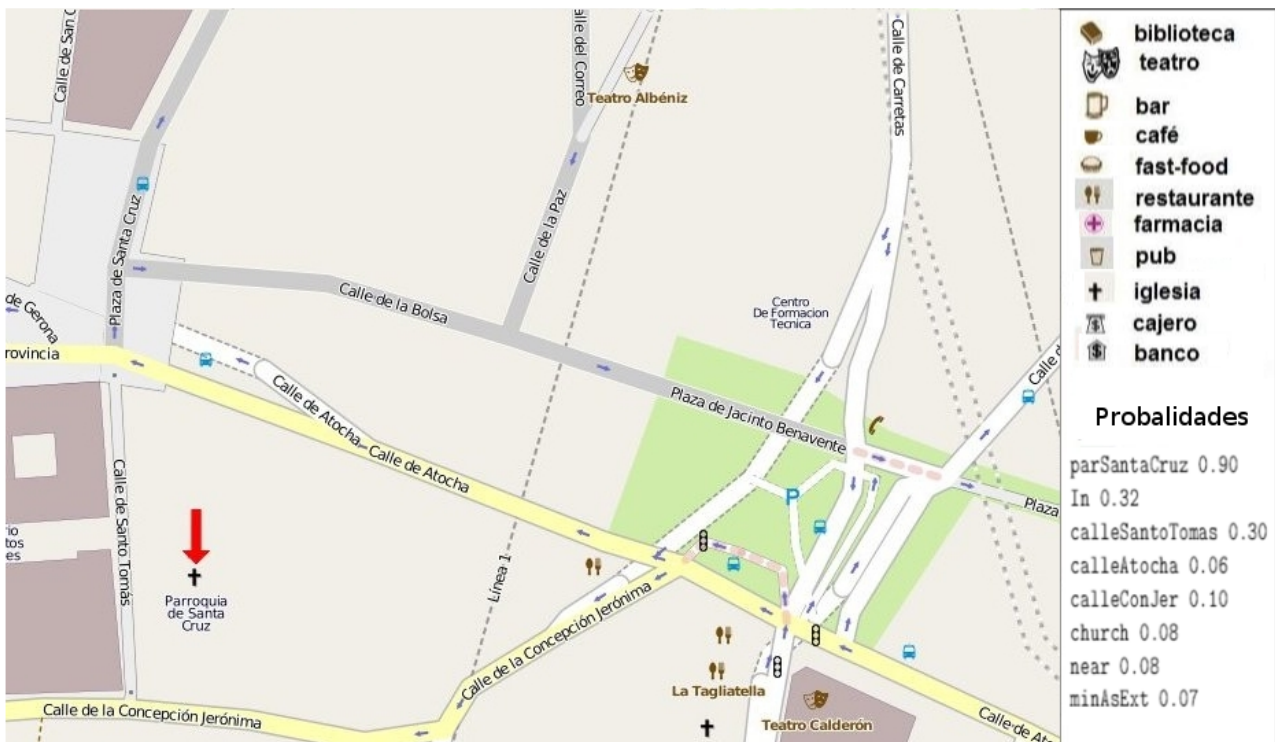 Calle de San C
Calle del Correo
Teatro Albéniz
Calle de Carretas
Plaza de Santa Cruz
Calle de la Paz
de Gerona
Calle de la Bolsa
Centro
De Formacion
Tecnica
rovincia
Calle de Atocha
Calle de Atocha
Plaza de Jacinto Benavente
Calle d
Plaza
P
Calle de Santo Tomás
rio
tos
es
Parroquia
de Santa
Cruz
Línea 1
Calle de la Concepción Jerónima
La Tagliatella
Teatro Calderón
Calle de la Concepción Jerónima
Calle de Ato
biblioteca
teatro
bar
café
fast-food
restaurante
farmacia
pub
iglesia
cajero
banco
Probalidades
parSantaCruz 0.90
In 0.32
calleSantoTomas 0.30
calleAtocha 0.06
calleConJer 0.10
church 0.08
near 0.08
minAsExt 0.07